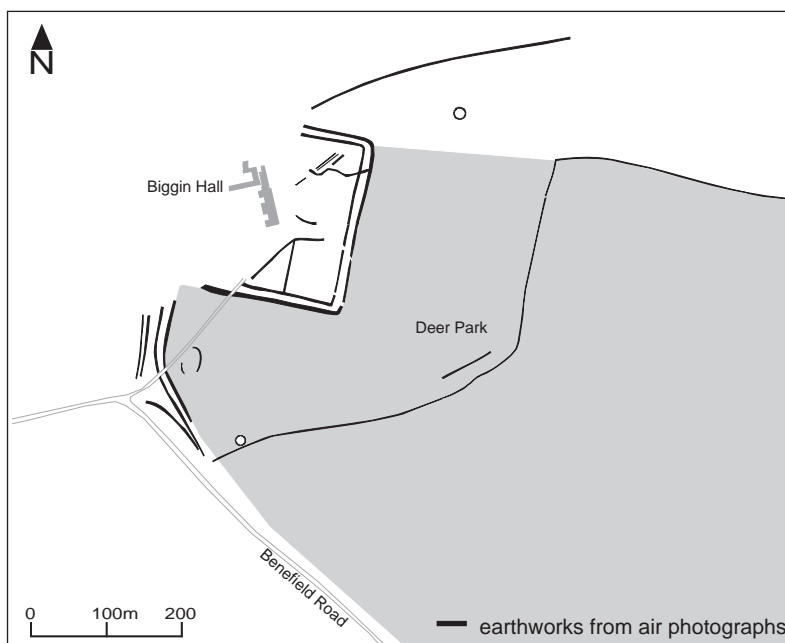 N
Biggin Hall
Deer Park
Benefield Road
0 100m 200
earthworks from air photographs